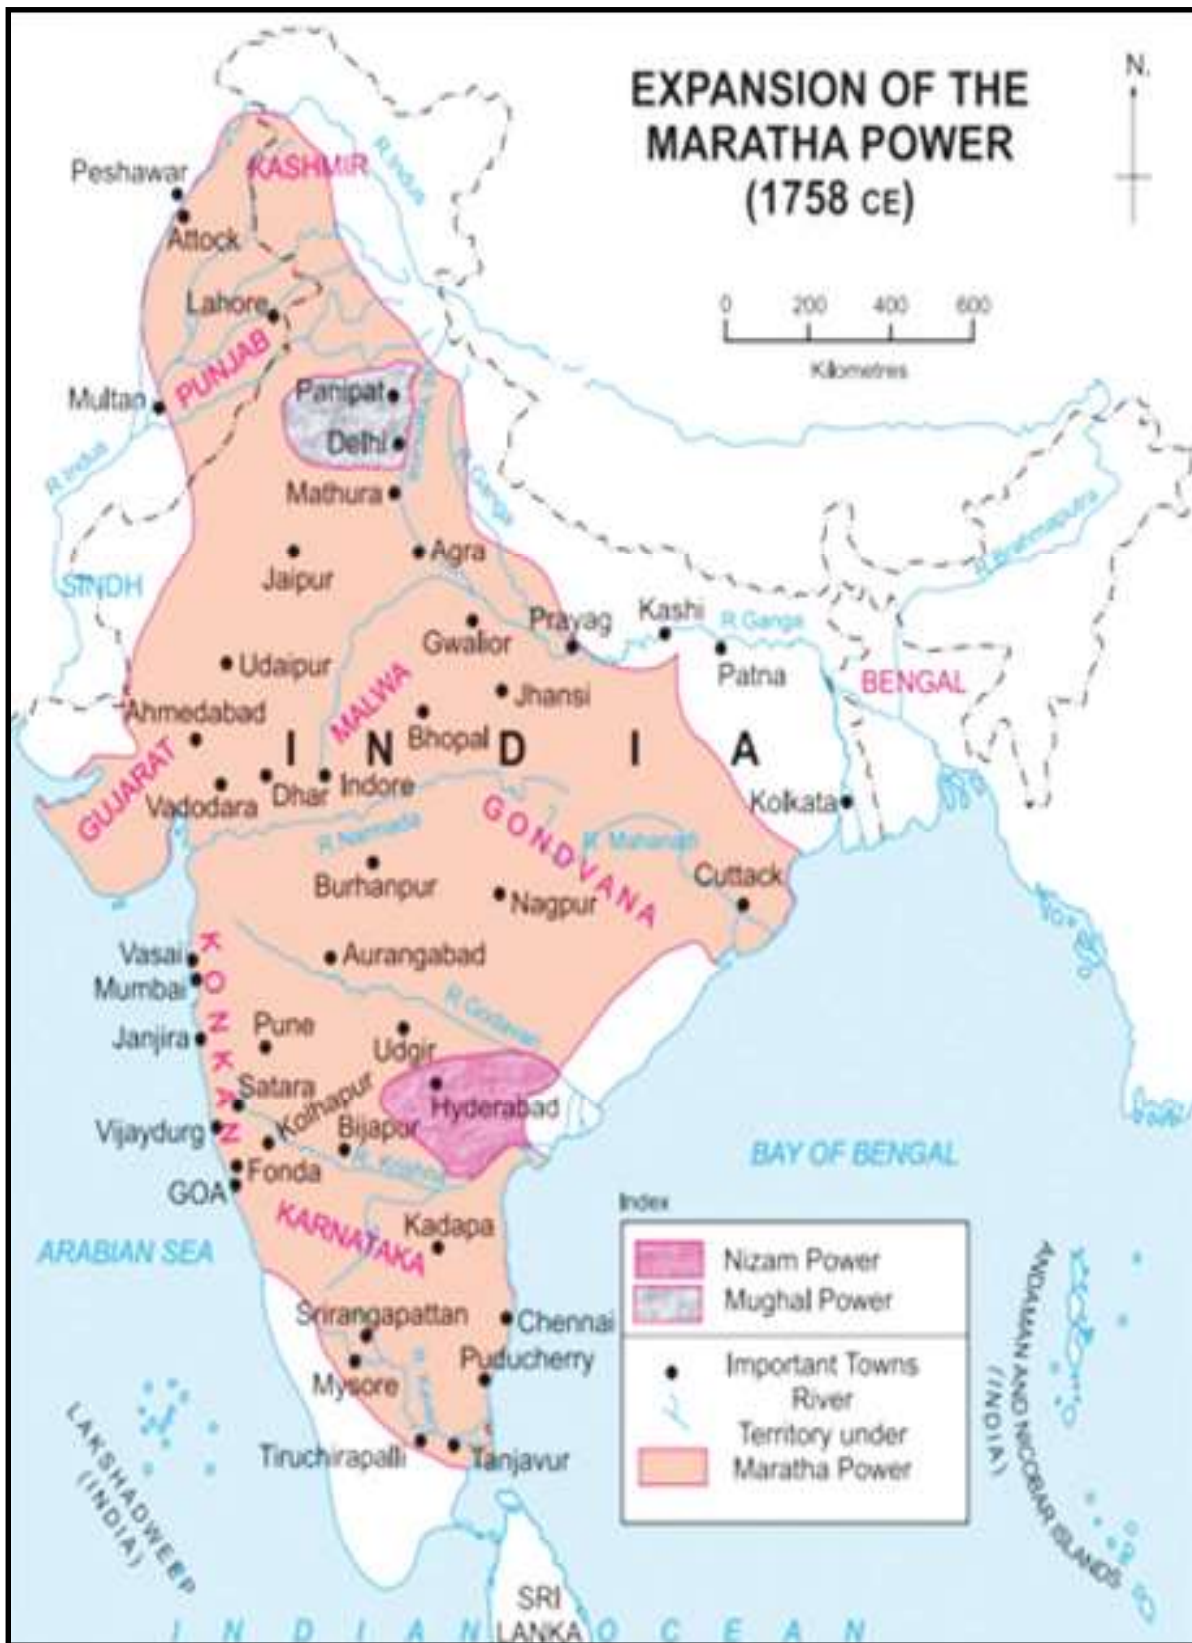 EXPANSION OF THE
MARATHA POWER
(1758 CE)
N.
0 200 400 600
Kilometres
KASHMIR
R.Indus
Peshawar
Attock
Lahore
PUNJAB
Multan
R.Indus
Panipat
Delhi
R.Ganga
Mathura
SINDH
Jaipur
Agra
R.Brahmaputra
Prayag
Kashi
R.Ganga
Gwalior
Patna
Udaipur
MALWA
Jhansi
BENGAL
Ahmedabad
Bhopal
I N D I A
GUJARAT
Vadodara
Dhar
Indore
Kolkata
GONDVANA
R.Narmada
R. Mahanadi
Burhanpur
Nagpur
Cuttack
KONKAN
Vasai
Mumbai
Aurangabad
R.Godavari
Janjira
Pune
Udgir
Satara
Kolhapur
Hyderabad
Vijaydurg
Bijapur
R. Krishna
Fonda
GOA
BAY OF BENGAL
KARNATAKA
Kadapa
ARABIAN SEA
Srirangapattan
Chennai
Mysore
Puducherry
Tiruchirapalli
Tanjavur
Index
Nizam Power
Mughal Power
Important Towns
River
Territory under
Maratha Power
LAKSHADWEEP
(INDIA)
ANDAMAN AND NICOBAR ISLANDS
(INDIA)
SRI
LANKA
INDIAN OCEAN